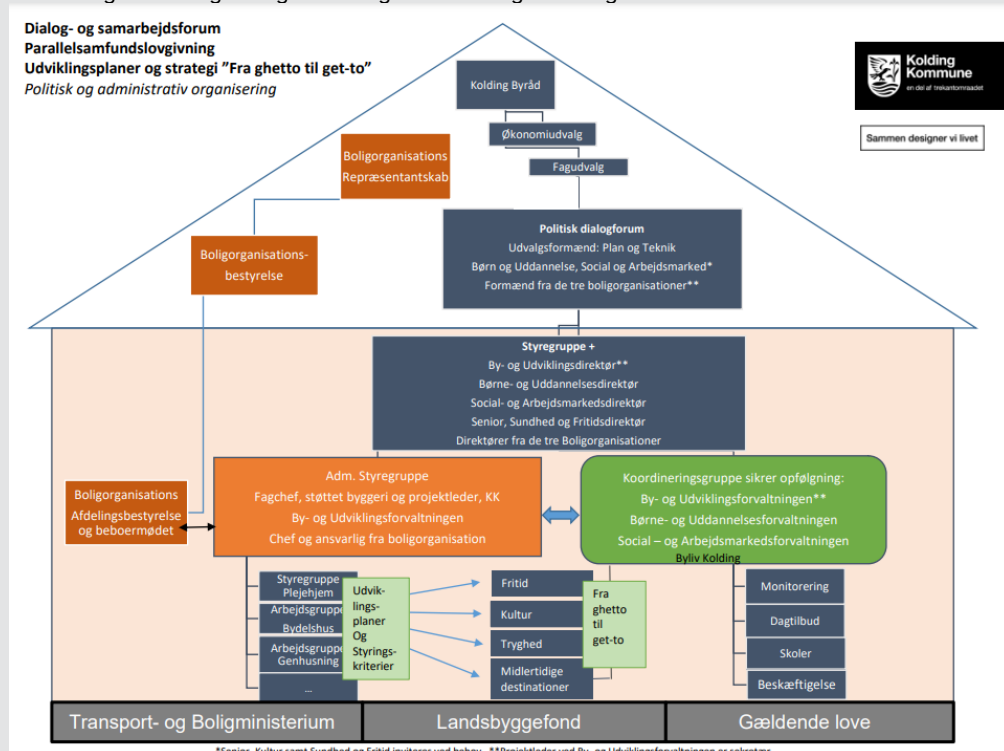 Dialog- og samarbejdsforum
Parallelsamfundslovgivning
Udviklingsplaner og strategi ”Fra ghetto til get-to”
Politisk og administrativ organisering
Kolding
Kommune
en del af trekantomraadet
Sammen designer vi livet
Kolding Byråd
Økonomiudvalg
Fagudvalg
Boligorganisations
Repræsentantskab
Boligorganisations-
bestyrelse
Politisk dialogforum
Udvalgsformænd: Plan og Teknik
Børn og Uddannelse, Social og Arbejdsmarked*
Formænd fra de tre boligorganisationer**
Styregruppe +
By- og Udviklingsdirektør**
Børne- og Uddannelsesdirektør
Social- og Arbejdsmarkedsdirektør
Senior, Sundhed og Fritidsdirektør
Direktører fra de tre Boligorganisationer
Boligorganisations
Afdelingsbestyrelse
og beboermødet
Adm. Styregruppe
Fagchef, støttet byggeri og projektleder, KK
By- og Udviklingsforvaltningen
Chef og ansvarlig fra boligorganisation
Koordineringsgruppe sikrer opfølgning:
By- og Udviklingsforvaltningen**
Børne- og Uddannelsesforvaltningen
Social – og Arbejdsmarkedsforvaltningen
Byliv Kolding
Styregruppe
Plejehjem
Arbejdsgruppe
Bydelshus
Arbejdsgruppe
Genhusning
...
Udvik-
lings-
planer
Og
Styrings-
kriterier
Fritid
Kultur
Tryghed
Midlertidige
destinationer
Fra
ghetto
til
get-to
Monitorering
Dagtilbud
Skoler
Beskæftigelse
Transport- og Boligministerium
Landsbyggefond
Gældende love